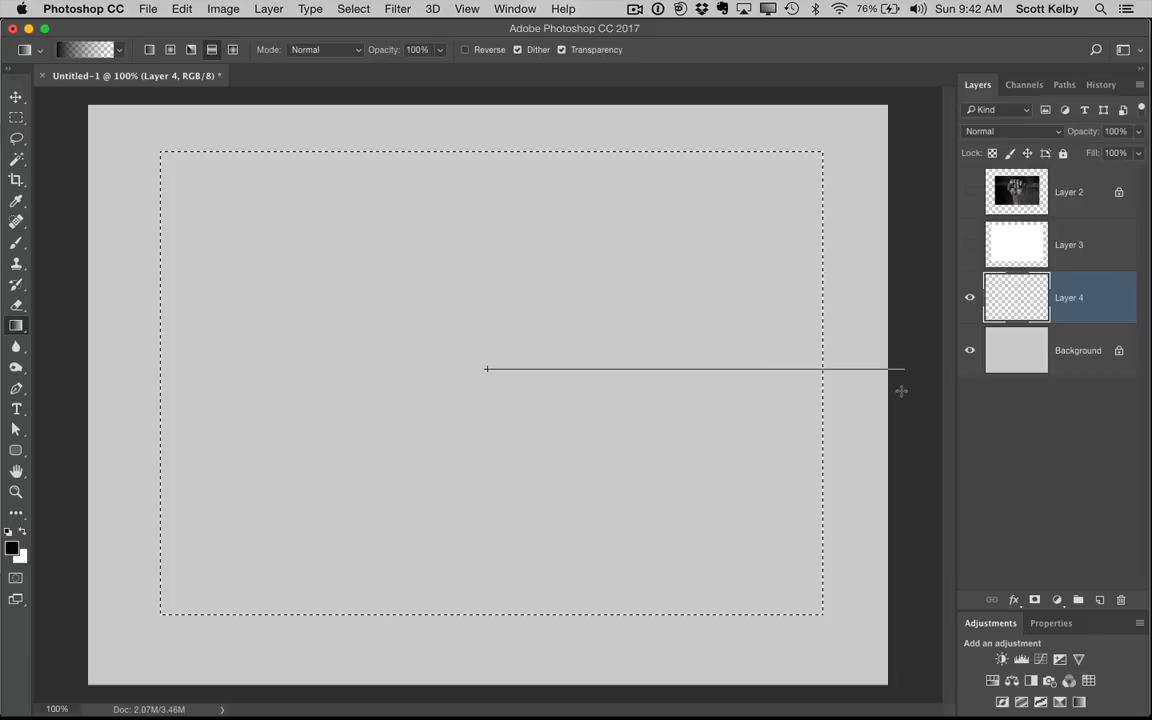 Photoshop CC File Edit Image Layer Type Select Filter 3D View Window Help 76% Sun 9:42 AM Scott Kelby
Adobe Photoshop CC 2017
Mode: Normal Opacity: 100% Reverse Dither Transparency
× Untitled-1 @ 100% (Layer 4, RGB/8) *
Layers Channels Paths History
Kind
Normal Opacity: 100%
Lock: Fill: 100%
Layer 2
Layer 3
Layer 4
Background
fx
Adjustments Properties
Add an adjustment
100% Doc: 2.07M/3.46M